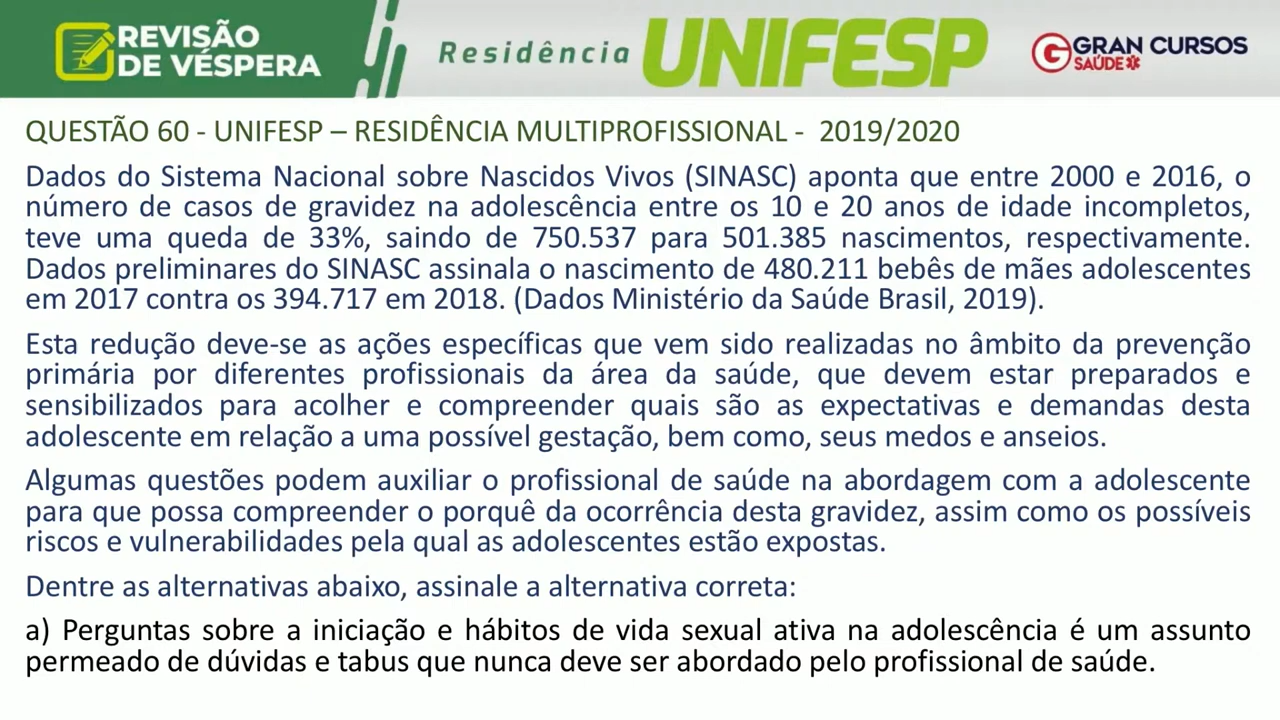 REVISÃO
DE VÉSPERA
Residência UNIFESP
GRAN CURSOS
SAÚDE
QUESTÃO 60 - UNIFESP – RESIDÊNCIA MULTIPROFISSIONAL - 2019/2020
Dados do Sistema Nacional sobre Nascidos Vivos (SINASC) aponta que entre 2000 e 2016, o
número de casos de gravidez na adolescência entre os 10 e 20 anos de idade incompletos,
teve uma queda de 33%, saindo de 750.537 para 501.385 nascimentos, respectivamente.
Dados preliminares do SINASC assinala o nascimento de 480.211 bebês de mães adolescentes
em 2017 contra os 394.717 em 2018. (Dados Ministério da Saúde Brasil, 2019).
Esta redução deve-se as ações específicas que vem sido realizadas no âmbito da prevenção
primária por diferentes profissionais da área da saúde, que devem estar preparados e
sensibilizados para acolher e compreender quais são as expectativas e demandas desta
adolescente em relação a uma possível gestação, bem como, seus medos e anseios.
Algumas questões podem auxiliar o profissional de saúde na abordagem com a adolescente
para que possa compreender o porquê da ocorrência desta gravidez, assim como os possíveis
riscos e vulnerabilidades pela qual as adolescentes estão expostas.
Dentre as alternativas abaixo, assinale a alternativa correta:
a) Perguntas sobre a iniciação e hábitos de vida sexual ativa na adolescência é um assunto
permeado de dúvidas e tabus que nunca deve ser abordado pelo profissional de saúde.